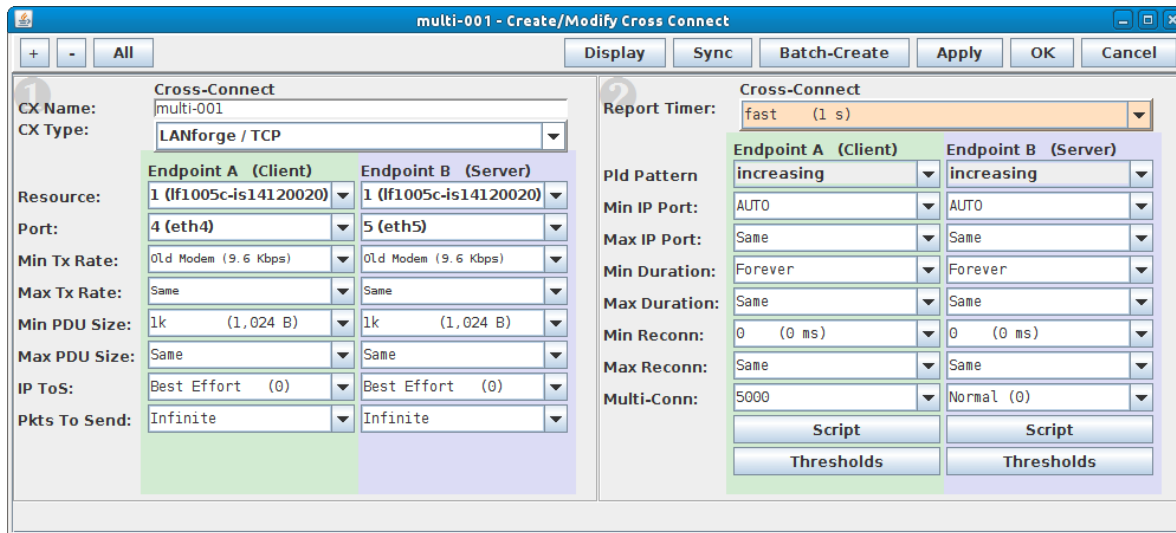 multi-001 - Create/Modify Cross Connect
+ - All Display Sync Batch-Create Apply OK Cancel
1
Cross-Connect
CX Name: multi-001
CX Type: LANforge / TCP
Endpoint A (Client) Endpoint B (Server)
Resource: 1 (lf1005c-is14120020) 1 (lf1005c-is14120020)
Port: 4 (eth4) 5 (eth5)
Min Tx Rate: Old Modem (9.6 Kbps) Old Modem (9.6 Kbps)
Max Tx Rate: Same Same
Min PDU Size: 1k (1,024 B) 1k (1,024 B)
Max PDU Size: Same Same
IP ToS: Best Effort (0) Best Effort (0)
Pkts To Send: Infinite Infinite
2
Cross-Connect
Report Timer: fast (1 s)
Endpoint A (Client) Endpoint B (Server)
Pld Pattern increasing increasing
Min IP Port: AUTO AUTO
Max IP Port: Same Same
Min Duration: Forever Forever
Max Duration: Same Same
Min Reconn: 0 (0 ms) 0 (0 ms)
Max Reconn: Same Same
Multi-Conn: 5000 Normal (0)
Script Script
Thresholds Thresholds